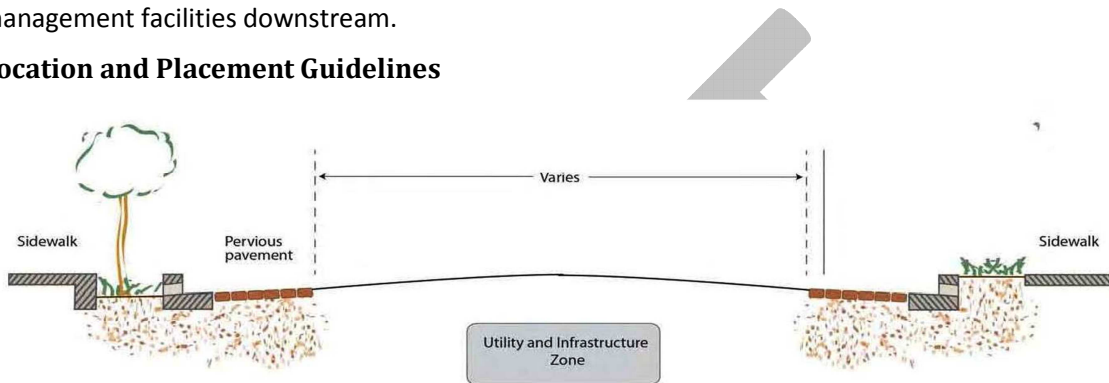 management facilities downstream.
ocation and Placement Guidelines
Varies
Sidewalk
Pervious
pavement
Sidewalk
Utility and Infrastructure
Zone